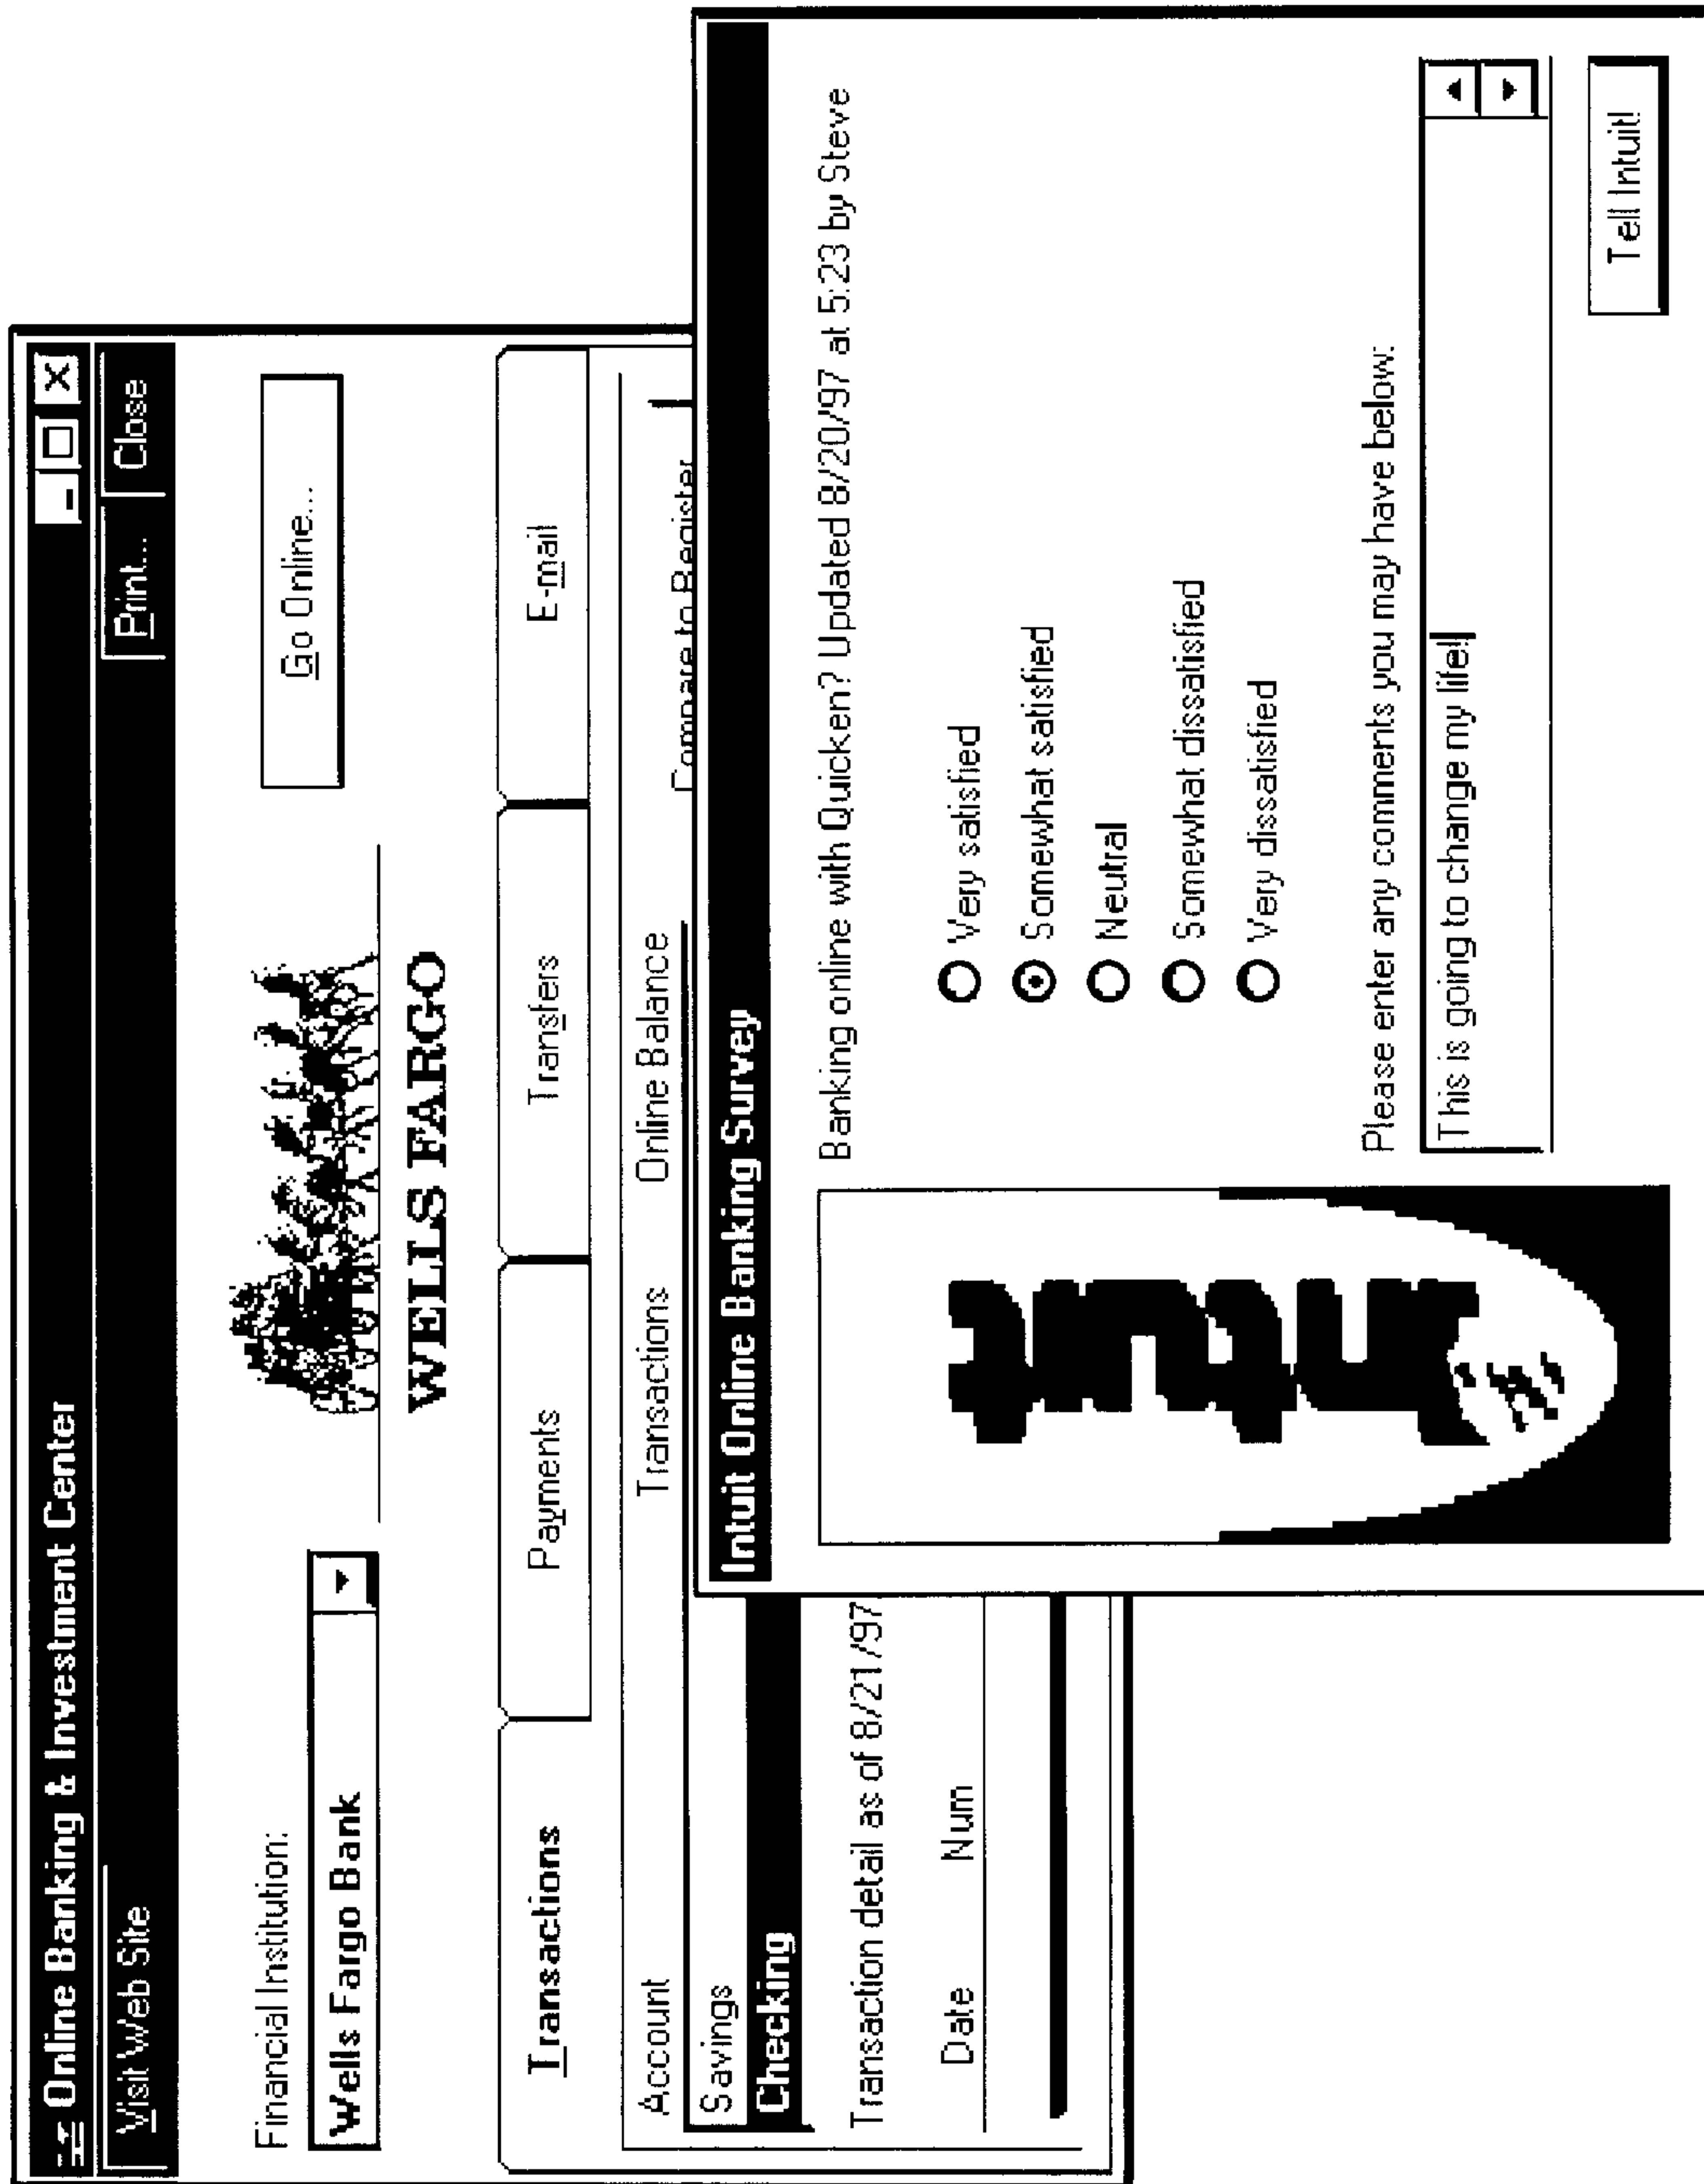 Online Banking & Investment Center
Visit Web Site
Print...
Close
Financial Institution:
Wells Fargo Bank
WELLS FARGO
Go Online...
Transactions
Payments
Transfers
E-mail
Account
Transactions
Online Balance
Compare to Register
Savings
Checking
Transaction detail as of 8/21/97
Date
Num
Intuit Online Banking Survey
Banking online with Quicken? Updated 8/20/97 at 5:23 by Steve
Very satisfied
Somewhat satisfied
Neutral
Somewhat dissatisfied
Very dissatisfied
Please enter any comments you may have below:
This is going to change my life!
Tell Intuit!